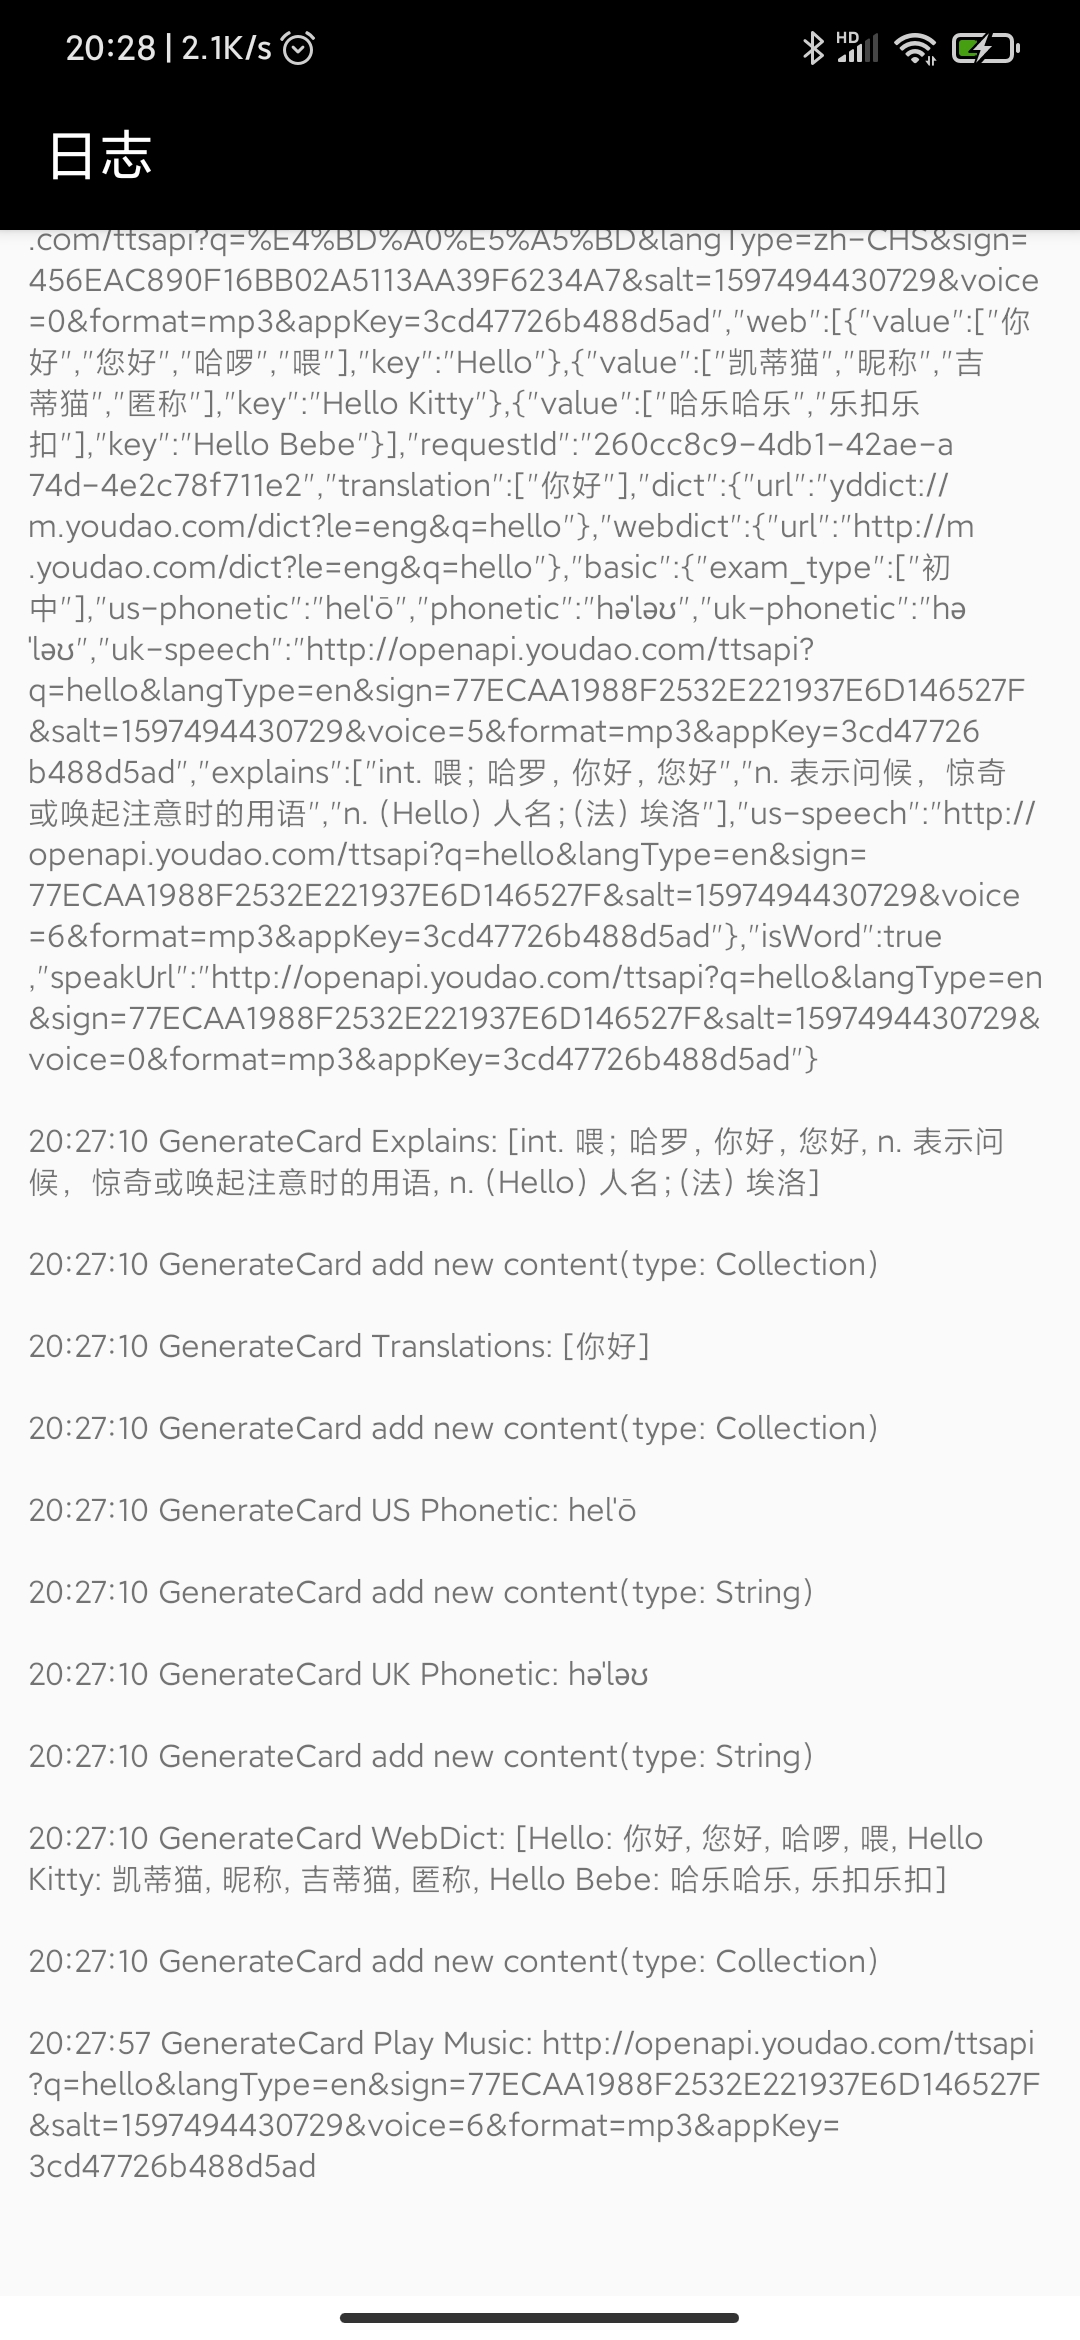 20:28 | 2.1K/s
HD
日志
.com/ttsapi?q=%E4%BD%A0%E5%A5%BD&langType=zh-CHS&sign=
456EAC890F16BB02A5113AA39F6234A7&salt=1597494430729&voice
=0&format=mp3&appKey=3cd47726b488d5ad","web":[{"value":["你
好","您好","哈啰","喂"],"key":"Hello"},{"value":["凯蒂猫","昵称","吉
蒂猫","匿称"],"key":"Hello Kitty"},{"value":["哈乐哈乐","乐扣乐
扣"],"key":"Hello Bebe"}],"requestId":"260cc8c9-4db1-42ae-a
74d-4e2c78f711e2","translation":["你好"],"dict":{"url":"yddict://
m.youdao.com/dict?le=eng&q=hello"},"webdict":{"url":"http://m
.youdao.com/dict?le=eng&q=hello"},"basic":{"exam_type":["初
中"],"us-phonetic":"hel'ō","phonetic":"hə'ləʊ","uk-phonetic":"hə
'ləʊ","uk-speech":"http://openapi.youdao.com/ttsapi?
q=hello&langType=en&sign=77ECAA1988F2532E221937E6D146527F
&salt=1597494430729&voice=5&format=mp3&appKey=3cd47726
b488d5ad","explains":["int. 喂；哈罗，你好，您好","n. 表示问候， 惊奇
或唤起注意时的用语","n. (Hello) 人名；(法) 埃洛"],"us-speech":"http://
openapi.youdao.com/ttsapi?q=hello&langType=en&sign=
77ECAA1988F2532E221937E6D146527F&salt=1597494430729&voice
=6&format=mp3&appKey=3cd47726b488d5ad"},"isWord":true
,"speakUrl":"http://openapi.youdao.com/ttsapi?q=hello&langType=en
&sign=77ECAA1988F2532E221937E6D146527F&salt=1597494430729&
voice=0&format=mp3&appKey=3cd47726b488d5ad"}
20:27:10 GenerateCard Explains: [int. 喂；哈罗，你好，您好, n. 表示问
候， 惊奇或唤起注意时的用语, n. (Hello) 人名；(法) 埃洛]
20:27:10 GenerateCard add new content(type: Collection)
20:27:10 GenerateCard Translations: [你好]
20:27:10 GenerateCard add new content(type: Collection)
20:27:10 GenerateCard US Phonetic: hel'ō
20:27:10 GenerateCard add new content(type: String)
20:27:10 GenerateCard UK Phonetic: hə'ləʊ
20:27:10 GenerateCard add new content(type: String)
20:27:10 GenerateCard WebDict: [Hello: 你好, 您好, 哈啰, 喂, Hello
Kitty: 凯蒂猫, 昵称, 吉蒂猫, 匿称, Hello Bebe: 哈乐哈乐, 乐扣乐扣]
20:27:10 GenerateCard add new content(type: Collection)
20:27:57 GenerateCard Play Music: http://openapi.youdao.com/ttsapi
?q=hello&langType=en&sign=77ECAA1988F2532E221937E6D146527F
&salt=1597494430729&voice=6&format=mp3&appKey=
3cd47726b488d5ad